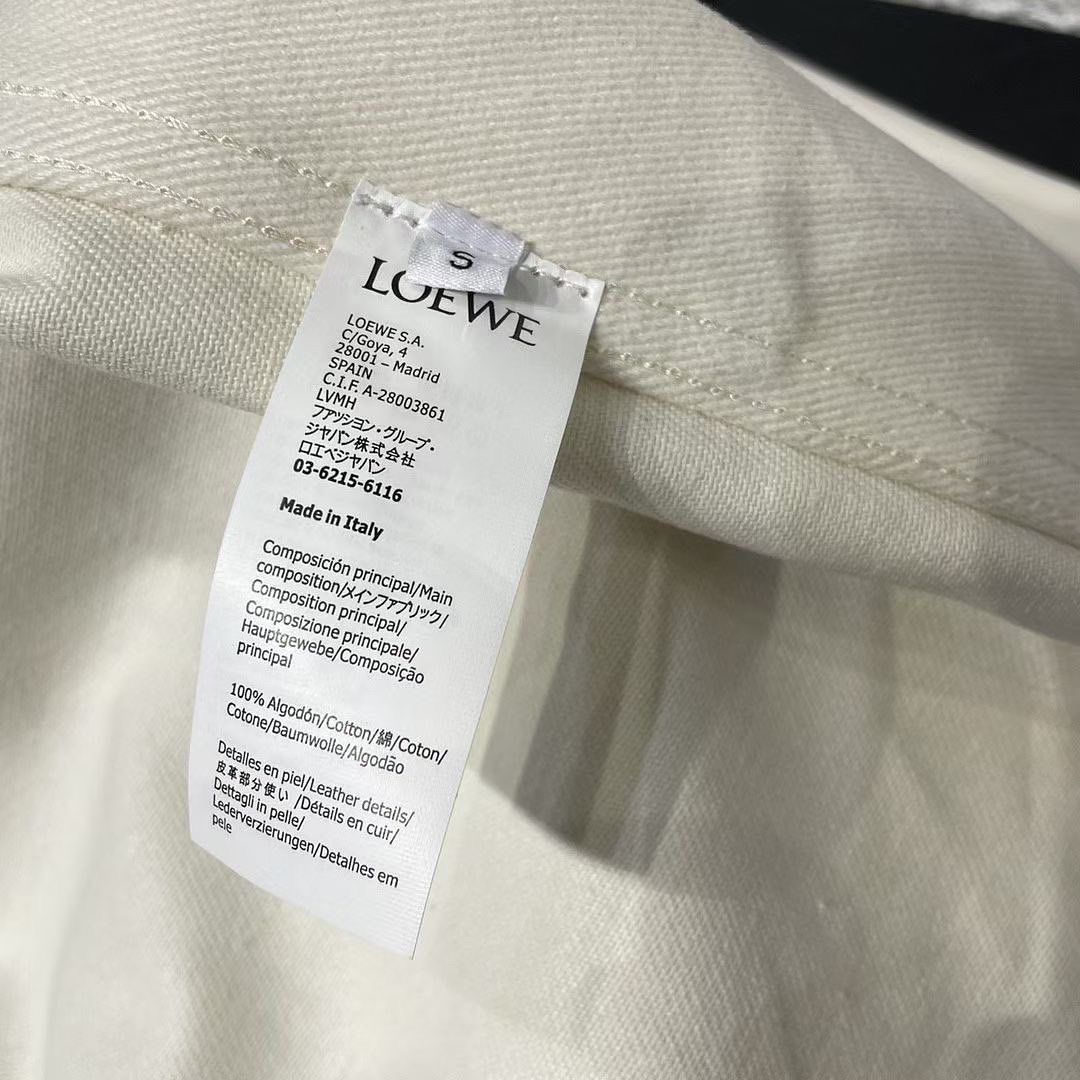 S
LOEWE
LOEWE S.A.
C/Goya, 4
28001 – Madrid
SPAIN
C.I.F. A-28003861
LVMH
ファッション・グループ・
ジャパン株式会社
ロエベジャパン
03-6215-6116
Made in Italy
Composición principal/Main
composition/メインファブリック/
Composition principal/
Composizione principale/
Hauptgewebe/Composição
principal
100% Algodón/Cotton/綿/Coton/
Cotone/Baumwolle/Algodão
Detalles en piel/Leather details/
皮革部分使い /Détails en cuir/
Dettagli in pelle/
Lederverzierungen/Detalhes em
pele